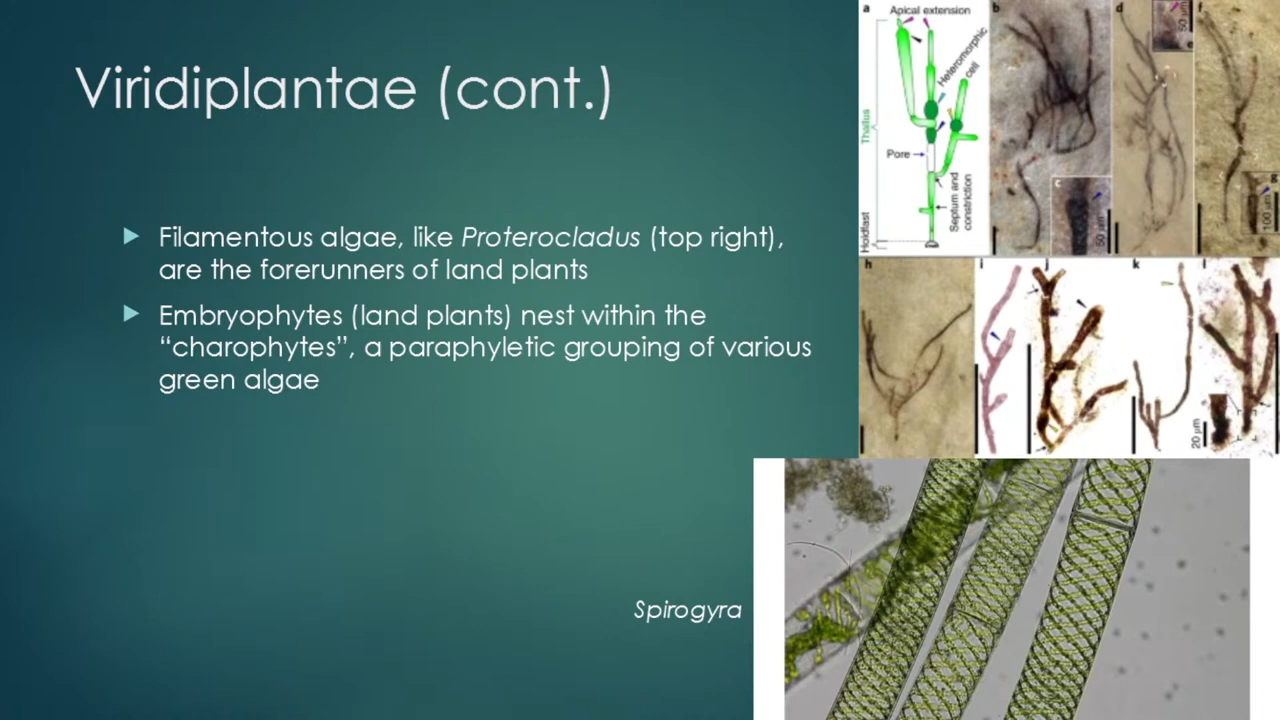 Viridiplantae (cont.)
Filamentous algae, like Proterocladus (top right),
are the forerunners of land plants
Embryophytes (land plants) nest within the
“charophytes”, a paraphyletic grouping of various
green algae
Spirogyra
a
Apical extension
Heteromorphic
cell
Thallus
Pore
Septum and
constriction
Holdfast
b
c
50 µm
d
50 µm
e
f
g
100 µm
h
i
j
k
l
20 µm